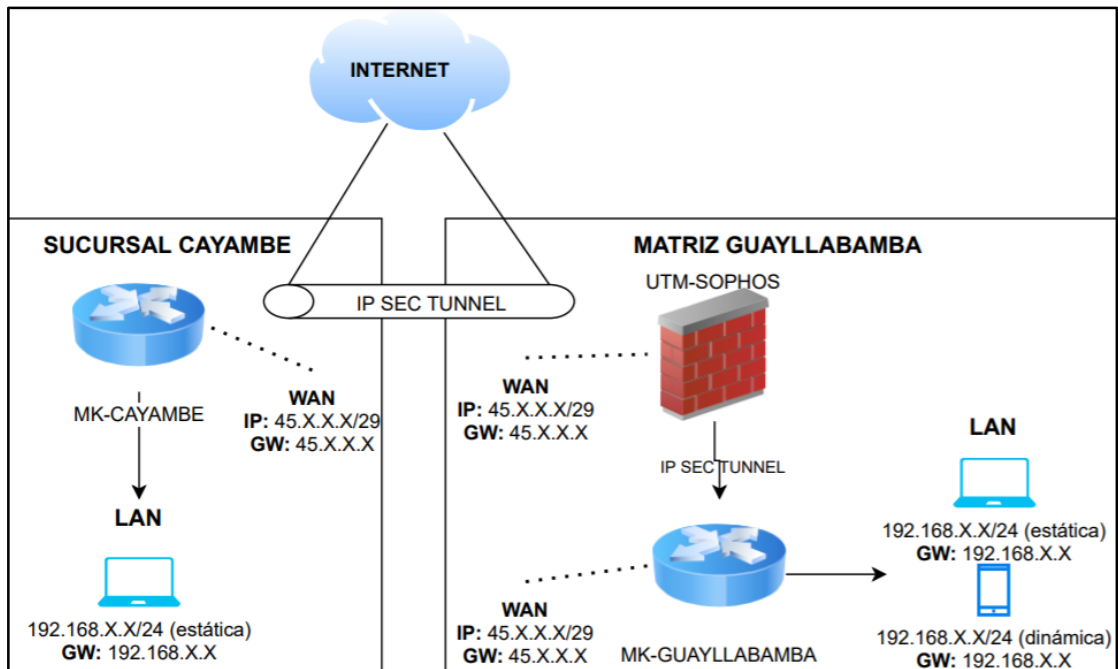 INTERNET
SUCURSAL CAYAMBE
MATRIZ GUAYLLABAMBA
UTM-SOPHOS
IP SEC TUNNEL
MK-CAYAMBE
WAN
IP: 45.X.X.X/29
GW: 45.X.X.X
WAN
IP: 45.X.X.X/29
GW: 45.X.X.X
IP SEC TUNNEL
LAN
192.168.X.X/24 (estática)
GW: 192.168.X.X
LAN
192.168.X.X/24 (estática)
GW: 192.168.X.X
WAN
IP: 45.X.X.X/29
GW: 45.X.X.X
MK-GUAYLLABAMBA
192.168.X.X/24 (dinámica)
GW: 192.168.X.X